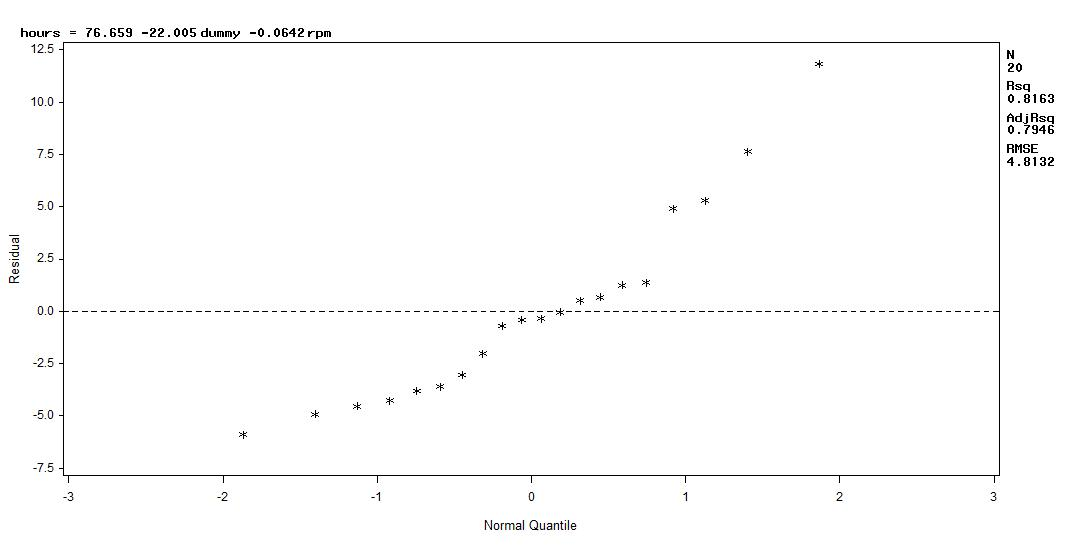 hours = 76.659 -22.005 dummy -0.0642 rpm
N
20
Rsq
0.8163
AdjRsq
0.7946
RMSE
4.8132
12.5
10.0
7.5
5.0
2.5
0.0
-2.5
-5.0
-7.5
Residual
-3 -2 -1 0 1 2 3
Normal Quantile